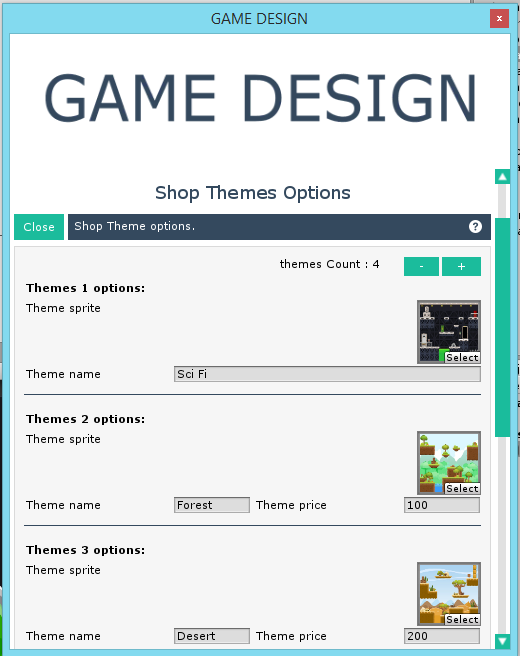 GAME DESIGN
x
GAME DESIGN
Shop Themes Options
Close Shop Theme options. ?
themes Count : 4 - +
Themes 1 options:
Theme sprite
Select
Theme name Sci Fi
Themes 2 options:
Theme sprite
Select
Theme name Forest Theme price 100
Themes 3 options:
Theme sprite
Select
Theme name Desert Theme price 200